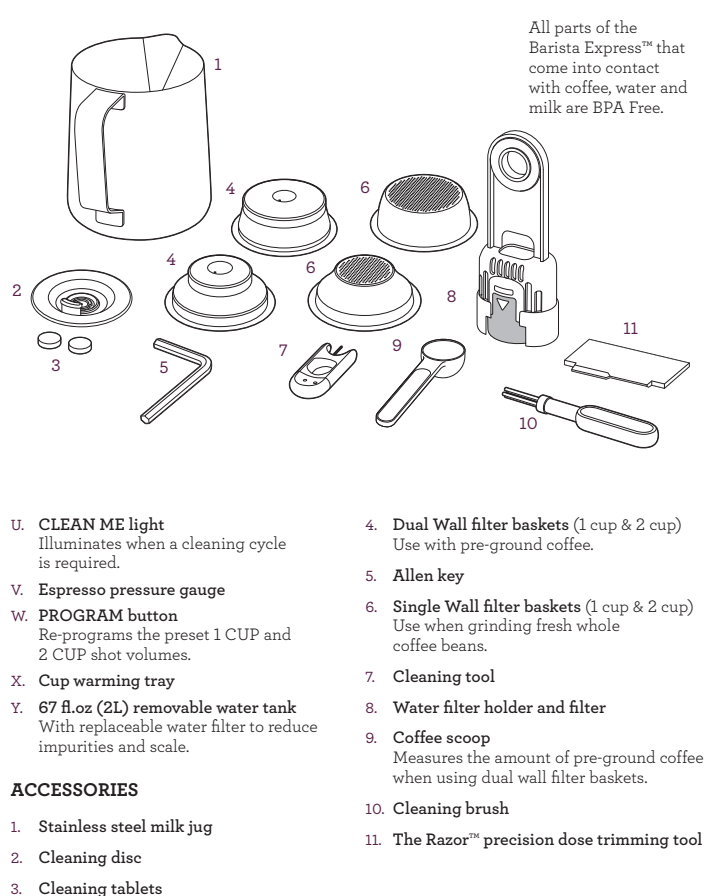 All parts of the
Barista Express™ that
come into contact
with coffee, water and
milk are BPA Free.
1
4
6
4
6
2
8
11
3
5
7
9
10
U. CLEAN ME light
Illuminates when a cleaning cycle
is required.
V. Espresso pressure gauge
W. PROGRAM button
Re-programs the preset 1 CUP and
2 CUP shot volumes.
X. Cup warming tray
Y. 67 fl.oz (2L) removable water tank
With replaceable water filter to reduce
impurities and scale.
ACCESSORIES
1. Stainless steel milk jug
2. Cleaning disc
3. Cleaning tablets
4. Dual Wall filter baskets (1 cup & 2 cup)
Use with pre-ground coffee.
5. Allen key
6. Single Wall filter baskets (1 cup & 2 cup)
Use when grinding fresh whole
coffee beans.
7. Cleaning tool
8. Water filter holder and filter
9. Coffee scoop
Measures the amount of pre-ground coffee
when using dual wall filter baskets.
10. Cleaning brush
11. The Razor™ precision dose trimming tool